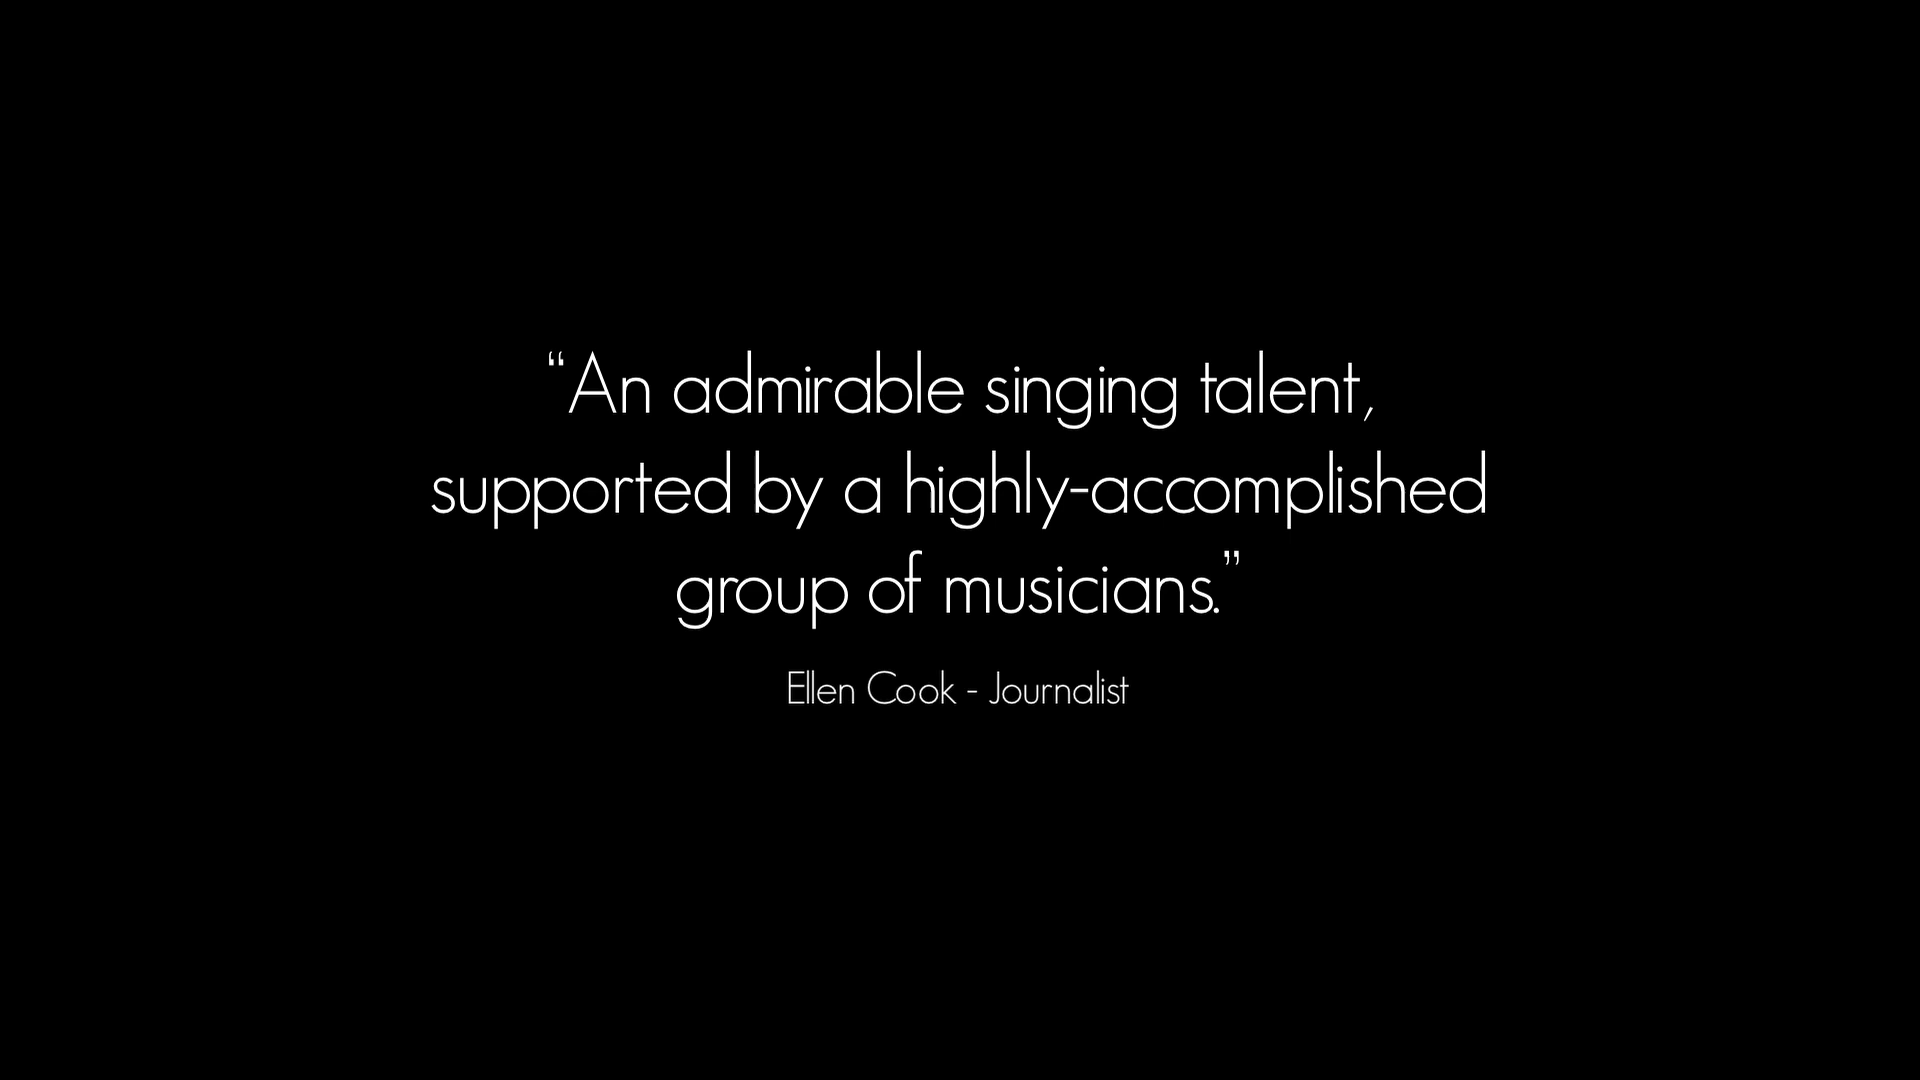 “An admirable singing talent,
supported by a highly-accomplished
group of musicians.”
Ellen Cook - Journalist